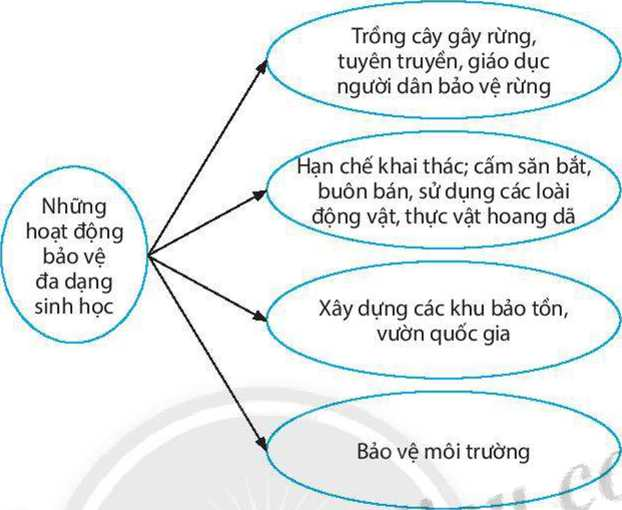 Những
hoạt động
bảo vệ
đa dạng
sinh học
Trồng cây gây rừng,
tuyên truyền, giáo dục
người dân bảo vệ rừng
Hạn chế khai thác; cấm săn bắt,
buôn bán, sử dụng các loài
động vật, thực vật hoang dã
Xây dựng các khu bảo tồn,
vườn quốc gia
Bảo vệ môi trường